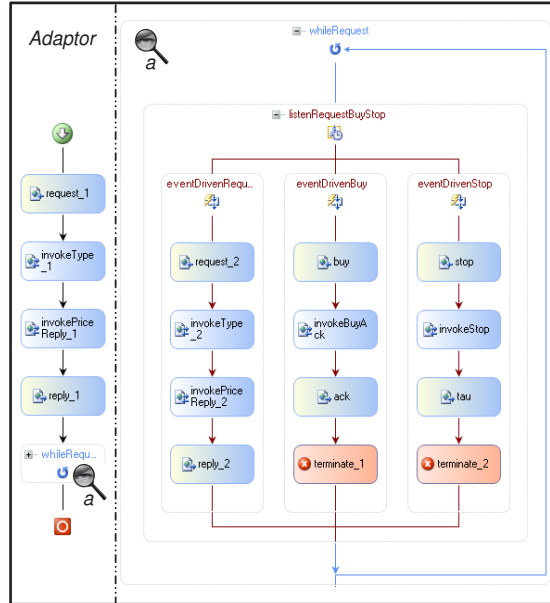 Adaptor
request_1
invokeType
_1
invokePrice
Reply_1
reply_1
whileRequ...
a
a
whileRequest
listenRequestBuyStop
eventDrivenRequ...
request_2
invokeType
_2
invokePrice
Reply_2
reply_2
eventDrivenBuy
buy
invokeBuyA
ck
ack
terminate_1
eventDrivenStop
stop
invokeStop
tau
terminate_2